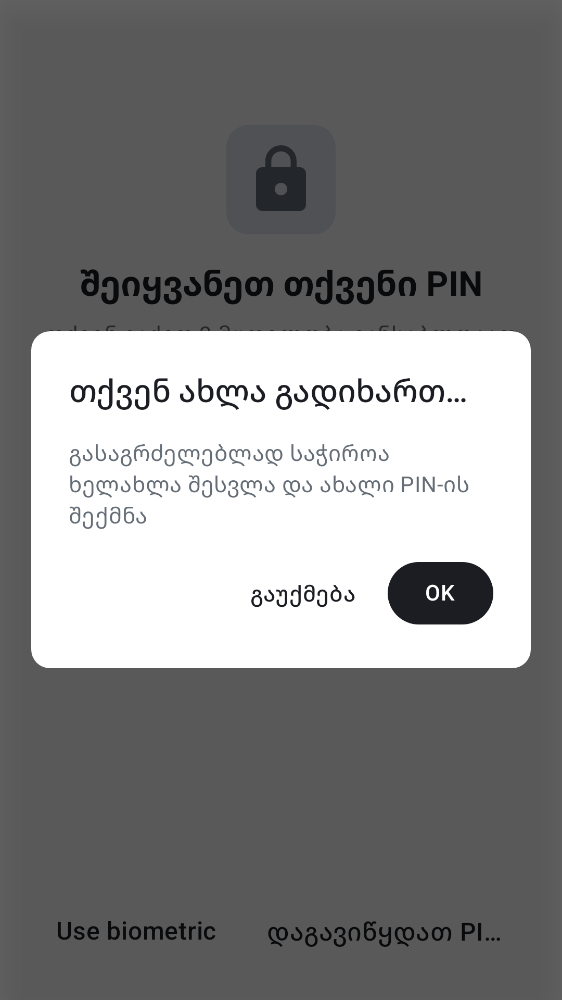 შეიყვანეთ თქვენი PIN
თქვენ ახლა გადიხართ...
გასაგრძელებლად საჭიროა
ხელახლა შესვლა და ახალი PIN-ის
შექმნა
გაუქმება
OK
Use biometric
დაგავიწყდათ PI...